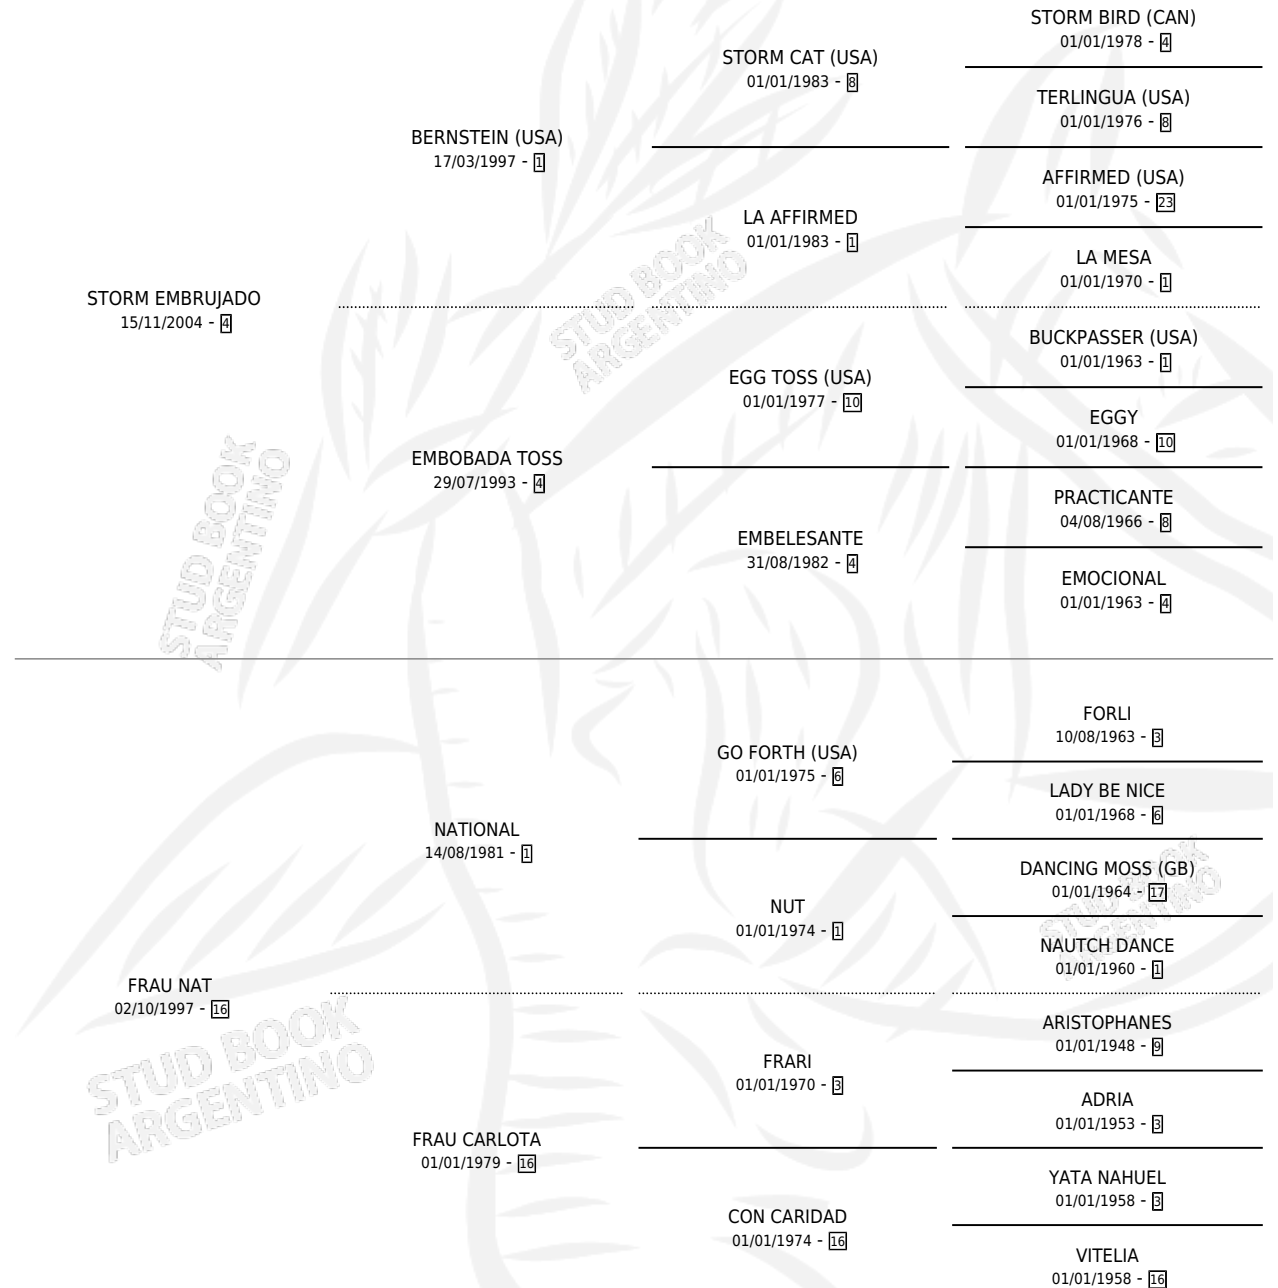 STORM BIRD (CAN)
01/01/1978 - 4
STORM CAT (USA)
01/01/1983 - 8
TERLINGUA (USA)
01/01/1976 - 8
BERNSTEIN (USA)
17/03/1997 - 1
AFFIRMED (USA)
01/01/1975 - 23
LA AFFIRMED
01/01/1983 - 1
LA MESA
01/01/1970 - 1
STORM EMBRUJADO
15/11/2004 - 4
STUD BOOK
ARGENTINO
BUCKPASSER (USA)
01/01/1963 - 1
EGG TOSS (USA)
01/01/1977 - 10
EGGY
01/01/1968 - 10
EMBOBADA TOSS
29/07/1993 - 4
PRACTICANTE
04/08/1966 - 8
EMBELESANTE
31/08/1982 - 4
EMOCIONAL
01/01/1963 - 4
STUD BOOK
ARGENTINO
FORLI
10/08/1963 - 3
GO FORTH (USA)
01/01/1975 - 6
LADY BE NICE
01/01/1968 - 6
NATIONAL
14/08/1981 - 1
DANCING MOSS (GB)
01/01/1964 - 17
NUT
01/01/1974 - 1
NAUTCH DANCE
01/01/1960 - 1
STUD BOOK
ARGENTINO
FRAU NAT
02/10/1997 - 16
ARISTOPHANES
01/01/1948 - 9
FRARI
01/01/1970 - 3
ADRIA
01/01/1953 - 3
STUD BOOK
ARGENTINO
FRAU CARLOTA
01/01/1979 - 16
YATA NAHUEL
01/01/1958 - 3
CON CARIDAD
01/01/1974 - 16
VITELIA
01/01/1958 - 16